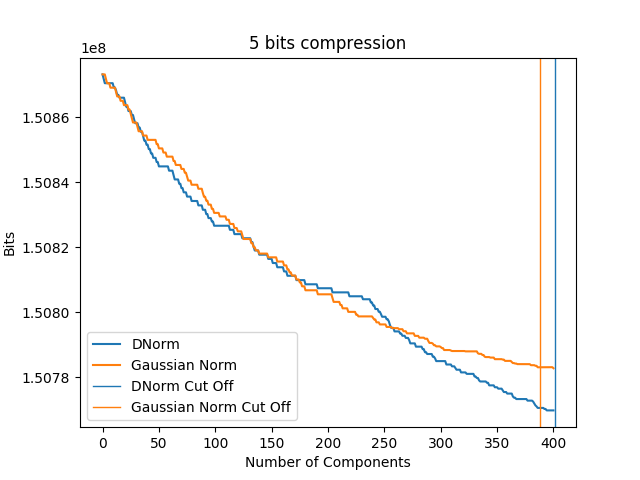 5 bits compression
1e8
1.5086
1.5084
1.5082
1.5080
1.5078
Bits
DNorm
Gaussian Norm
DNorm Cut Off
Gaussian Norm Cut Off
0 50 100 150 200 250 300 350 400
Number of Components